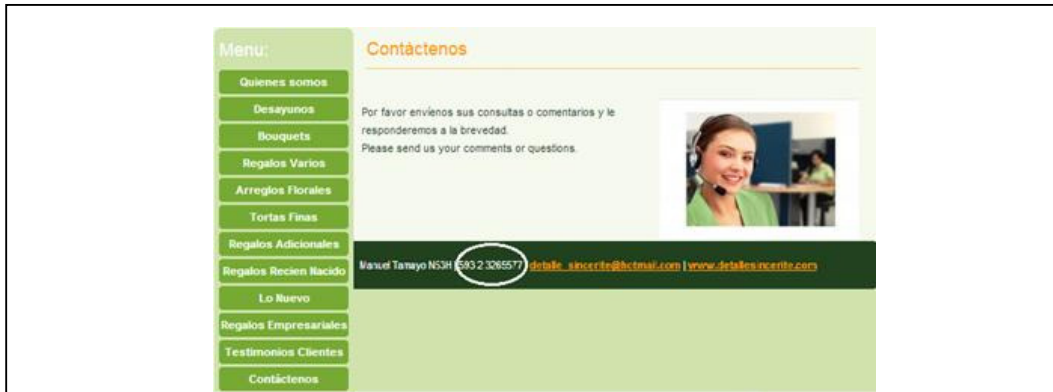 Menu:
Quienes somos
Desayunos
Bouquets
Regalos Varios
Arreglos Florales
Tortas Finas
Regalos Adicionales
Regalos Recien Nacido
Lo Nuevo
Regalos Empresariales
Testimonios Clientes
Contáctenos
Contáctenos
Por favor envíenos sus consultas o comentarios y le
responderemos a la brevedad.
Please send us your comments or questions.
Manuel Tamayo N53H | 593 2 3265577 | detalle_sincerite@hotmail.com | www.detallesincerite.com